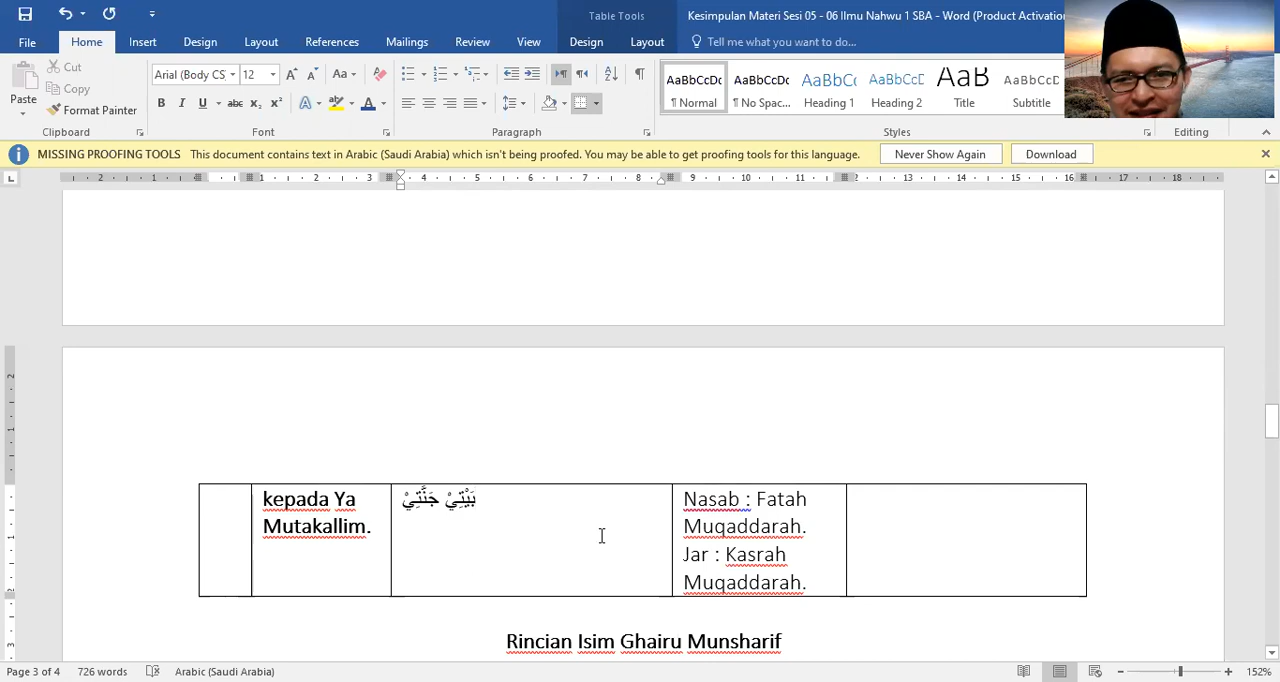 Table Tools
Kesimpulan Materi Sesi 05 - 06 Ilmu Nahwu 1 SBA - Word (Product Activation
File Home Insert Design Layout References Mailings Review View Design Layout Tell me what you want to do...
Cut
Copy
Format Painter
Paste
Clipboard
Arial (Body CS) 12
Font
Paragraph
AaBbCcDc AaBbCcDc AaBbCc AaBbCcD AaB AaBbCcD
¶ Normal ¶ No Spac... Heading 1 Heading 2 Title Subtitle
Styles
Editing
MISSING PROOFING TOOLS This document contains text in Arabic (Saudi Arabia) which isn't being proofed. You may be able to get proofing tools for this language. Never Show Again Download
kepada Ya
Mutakallim.
بَيْتِيْ جَنَّتِيْ
Nasab : Fatah
Muqaddarah.
Jar : Kasrah
Muqaddarah.
Rincian Isim Ghairu Munsharif
Page 3 of 4 726 words Arabic (Saudi Arabia) 152%